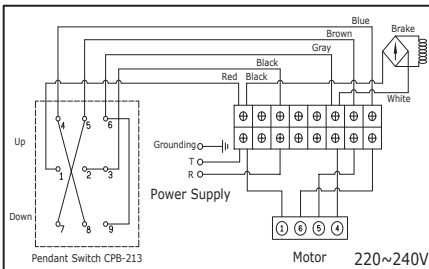 Blue
Brown
Brake
Gray
Black
Red
Black
White
4
5
6
Up
Grounding
1
2
3
T
R
Power Supply
Down
7
8
9
1
6
5
4
Pendant Switch CPB-213
Motor
220~240V